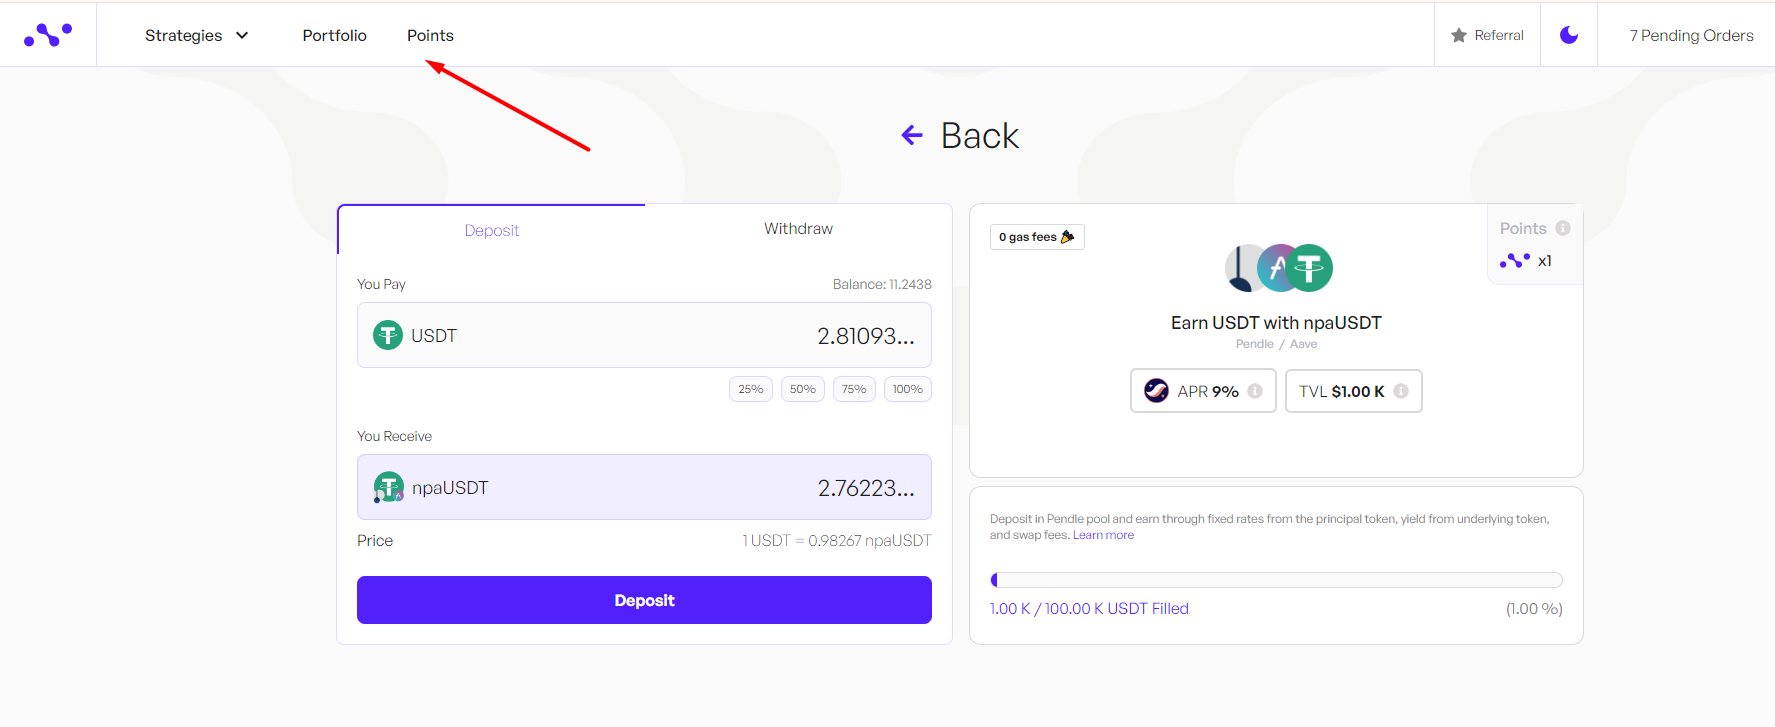 Strategies Portfolio Points Referral 7 Pending Orders
Back
Deposit Withdraw
You Pay Balance: 11.2438
USDT 2.81093...
25% 50% 75% 100%
You Receive
npaUSDT 2.76223...
Price 1 USDT = 0.98267 npaUSDT
Deposit
0 gas fees
Points
x1
Earn USDT with npaUSDT
Pendle / Aave
APR 9% TVL $1.00 K
Deposit in Pendle pool and earn through fixed rates from the principal token, yield from underlying token,
and swap fees. Learn more
1.00 K / 100.00 K USDT Filled (1.00 %)